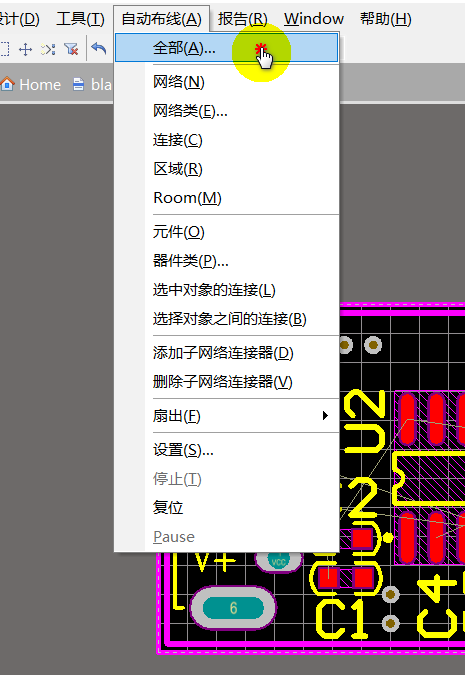 设计(D) 工具(T) 自动布线(A) 报告(R) Window 帮助(H)
全部(A)...
Home bla
网络(N)
网络类(E)...
连接(C)
区域(R)
Room(M)
元件(O)
器件类(P)...
选中对象的连接(L)
选择对象之间的连接(B)
添加子网络连接器(D)
删除子网络连接器(V)
扇出(F)
设置(S)...
停止(T)
复位
Pause
U2
V+
VCC
6
C1
C4